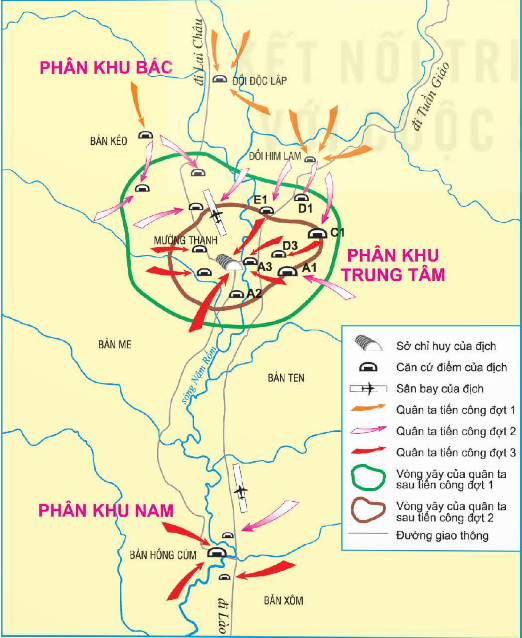 KẾT NỐI TRI
VỚI CUỘC
đi Lai Châu
PHÂN KHU BẮC
ĐỒI ĐỘC LẬP
đi Tuần Giáo
BẢN KÉO
ĐỒI HIM LAM
E1
D1
C1
MƯỜNG THANH
D3
A3
A1
A2
PHÂN KHU
TRUNG TÂM
BẢN ME
sông Nậm Rốm
BẢN TEN
PHÂN KHU NAM
BẢN HỒNG CÚM
BẢN XÔM
đi Lào
Sở chỉ huy của địch
Căn cứ điểm của địch
Sân bay của địch
Quân ta tiến công đợt 1
Quân ta tiến công đợt 2
Quân ta tiến công đợt 3
Vòng vây của quân ta
sau tiến công đợt 1
Vòng vây của quân ta
sau tiến công đợt 2
Đường giao thông